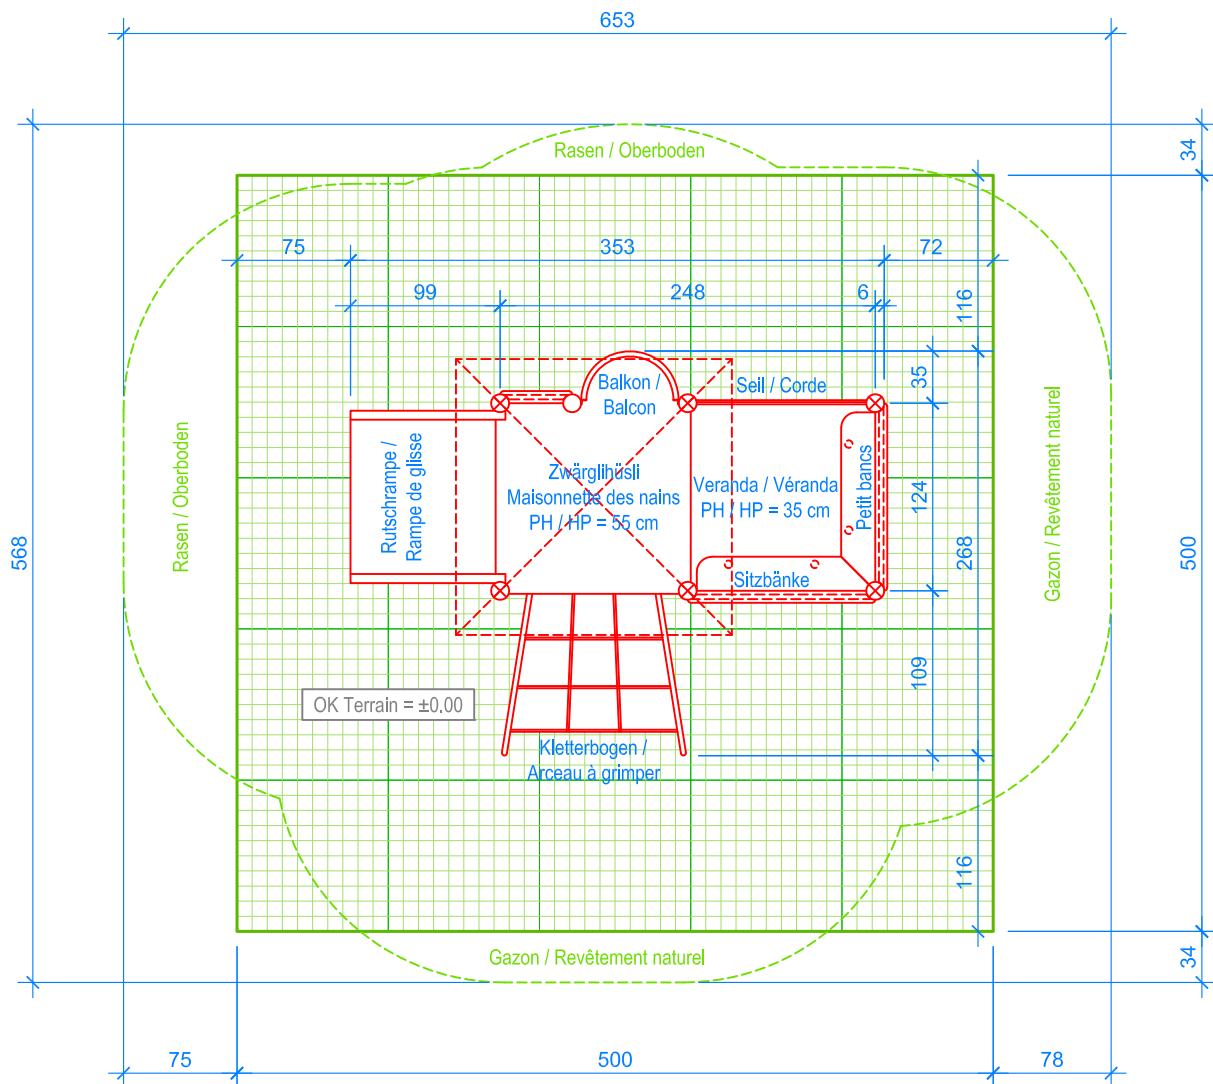 653
34
Rasen / Oberboden
75
353
72
99
248
6
116
35
Balkon /
Balcon
Seil / Corde
Rasen / Oberboden
Rutschrampe /
Rampe de glisse
Zwärglihüsli
Maisonnette des nains
PH / HP = 55 cm
Veranda / Véranda
PH / HP = 35 cm
Petit bancs
Sitzbänke
124
268
Gazon / Revêtement naturel
568
500
109
OK Terrain = ±0.00
Kletterbogen /
Arceau à grimper
116
Gazon / Revêtement naturel
34
75
500
78